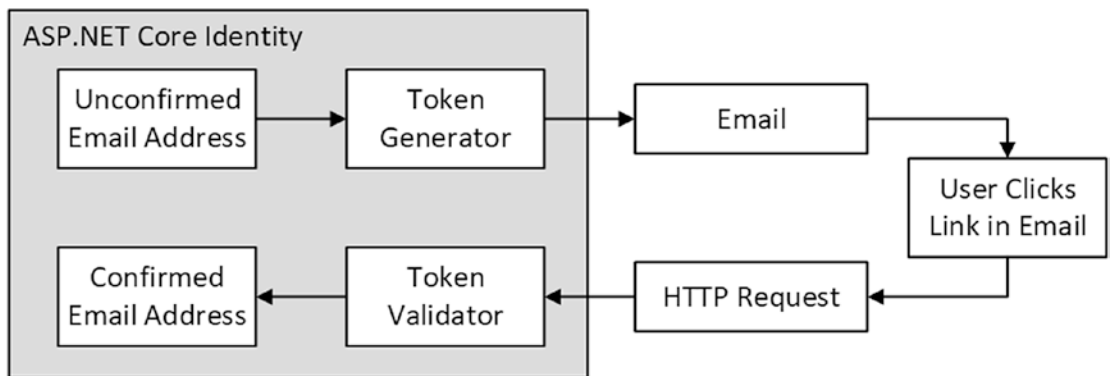 ASP.NET Core Identity
Unconfirmed
Email Address
Token
Generator
Email
User Clicks
Link in Email
HTTP Request
Token
Validator
Confirmed
Email Address